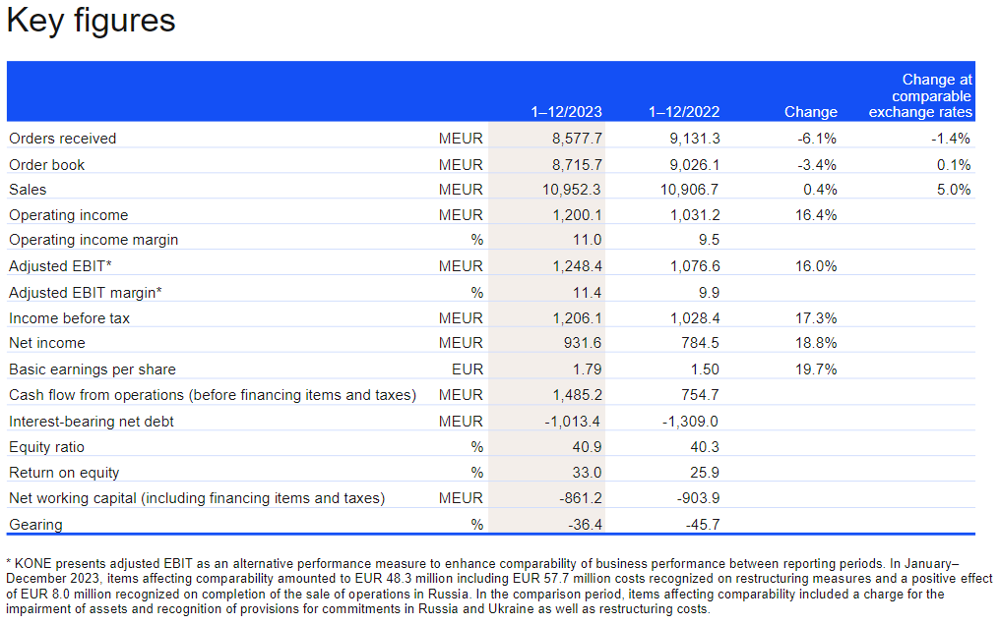 Key figures
1–12/2023 1–12/2022 Change Change at
comparable
exchange rates
Orders received MEUR 8,577.7 9,131.3 -6.1% -1.4%
Order book MEUR 8,715.7 9,026.1 -3.4% 0.1%
Sales MEUR 10,952.3 10,906.7 0.4% 5.0%
Operating income MEUR 1,200.1 1,031.2 16.4%
Operating income margin % 11.0 9.5
Adjusted EBIT* MEUR 1,248.4 1,076.6 16.0%
Adjusted EBIT margin* % 11.4 9.9
Income before tax MEUR 1,206.1 1,028.4 17.3%
Net income MEUR 931.6 784.5 18.8%
Basic earnings per share EUR 1.79 1.50 19.7%
Cash flow from operations (before financing items and taxes) MEUR 1,485.2 754.7
Interest-bearing net debt MEUR -1,013.4 -1,309.0
Equity ratio % 40.9 40.3
Return on equity % 33.0 25.9
Net working capital (including financing items and taxes) MEUR -861.2 -903.9
Gearing % -36.4 -45.7
* KONE presents adjusted EBIT as an alternative performance measure to enhance comparability of business performance between reporting periods. In January–
December 2023, items affecting comparability amounted to EUR 48.3 million including EUR 57.7 million costs recognized on restructuring measures and a positive effect
of EUR 8.0 million recognized on completion of the sale of operations in Russia. In the comparison period, items affecting comparability included a charge for the
impairment of assets and recognition of provisions for commitments in Russia and Ukraine as well as restructuring costs.